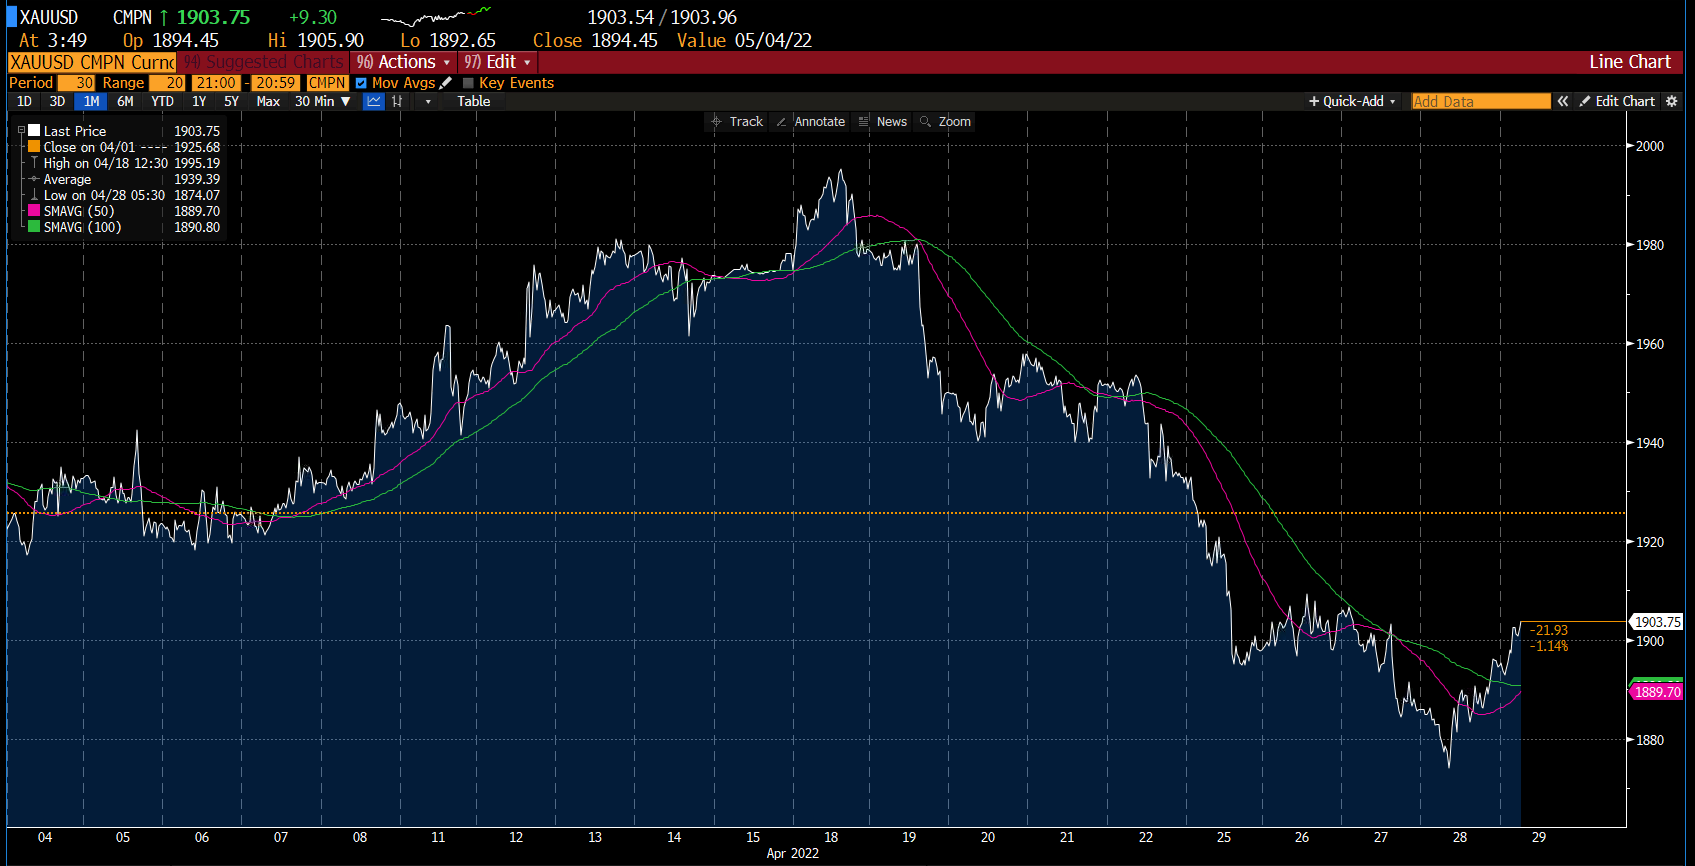 XAUUSD CMPN ↑ 1903.75 +9.30 1903.54 / 1903.96
At 3:49 Op 1894.45 Hi 1905.90 Lo 1892.65 Close 1894.45 Value 05/04/22
XAUUSD CMPN Curnc 94) Suggested Charts 96) Actions 97) Edit Line Chart
Period 30 Range 20 21:00 - 20:59 CMPN Mov Avgs Key Events
1D 3D 1M 6M YTD 1Y 5Y Max 30 Min ▼ Table + Quick-Add Add Data « Edit Chart
Track Annotate News Zoom
Last Price 1903.75
Close on 04/01 ---- 1925.68
High on 04/18 12:30 1995.19
Average 1939.39
Low on 04/28 05:30 1874.07
SMAVG (50) 1889.70
SMAVG (100) 1890.80
2000
1980
1960
1940
1920
1903.75
-21.93
1900
-1.14%
1889.70
1880
04 05 06 07 08 11 12 13 14 15 18 19 20 21 22 25 26 27 28 29
Apr 2022